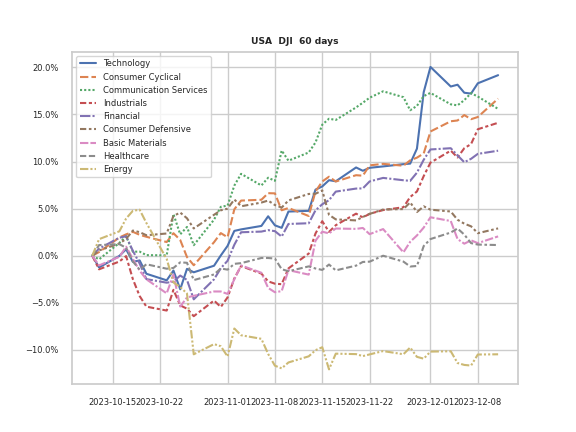 USA DJI 60 days
Technology
Consumer Cyclical
Communication Services
Industrials
Financial
Consumer Defensive
Basic Materials
Healthcare
Energy
20.0%
15.0%
10.0%
5.0%
0.0%
−5.0%
−10.0%
2023-10-15 2023-10-22 2023-11-01 2023-11-08 2023-11-15 2023-11-22 2023-12-01 2023-12-08